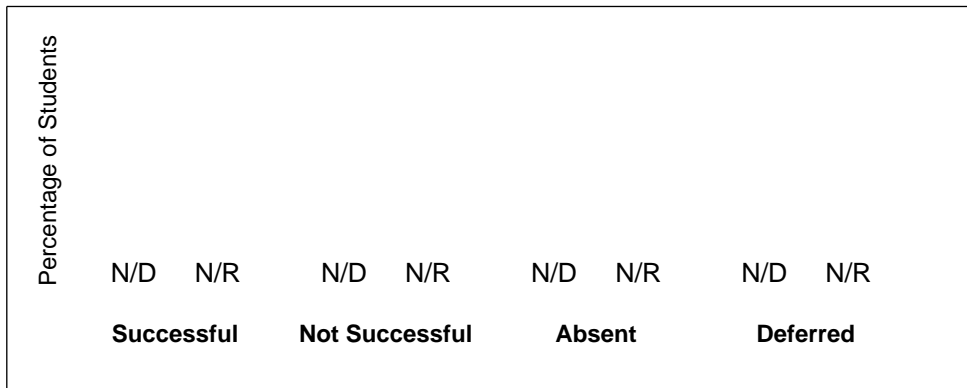 Percentage of Students
N/D N/R N/D N/R N/D N/R N/D N/R
Successful Not Successful Absent Deferred